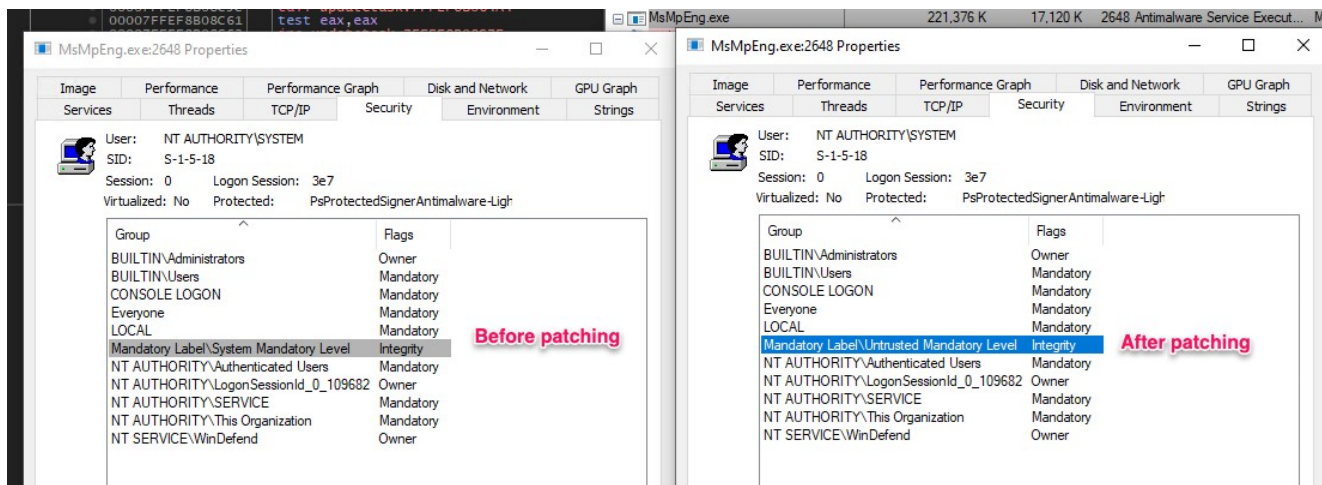 00007FFEF8B08C61 test eax,eax
MsMpEng.exe 221,376 K 17,120 K 2648 Antimalware Service Execut...
MsMpEng.exe:2648 Properties
Image Performance Performance Graph Disk and Network GPU Graph
Services Threads TCP/IP Security Environment Strings
User: NT AUTHORITY\SYSTEM
SID: S-1-5-18
Session: 0 Logon Session: 3e7
Virtualized: No Protected: PsProtectedSignerAntimalware-Ligh
Group Flags
BUILTIN\Administrators Owner
BUILTIN\Users Mandatory
CONSOLE LOGON Mandatory
Everyone Mandatory
LOCAL Mandatory
Mandatory Label\System Mandatory Level Integrity
NT AUTHORITY\Authenticated Users Mandatory
NT AUTHORITY\LogonSessionId_0_109682 Owner
NT AUTHORITY\SERVICE Mandatory
NT AUTHORITY\This Organization Mandatory
NT SERVICE\WinDefend Owner
Before patching
MsMpEng.exe:2648 Properties
Image Performance Performance Graph Disk and Network GPU Graph
Services Threads TCP/IP Security Environment Strings
User: NT AUTHORITY\SYSTEM
SID: S-1-5-18
Session: 0 Logon Session: 3e7
Virtualized: No Protected: PsProtectedSignerAntimalware-Ligh
Group Flags
BUILTIN\Administrators Owner
BUILTIN\Users Mandatory
CONSOLE LOGON Mandatory
Everyone Mandatory
LOCAL Mandatory
Mandatory Label\Untrusted Mandatory Level Integrity
NT AUTHORITY\Authenticated Users Mandatory
NT AUTHORITY\LogonSessionId_0_109682 Owner
NT AUTHORITY\SERVICE Mandatory
NT AUTHORITY\This Organization Mandatory
NT SERVICE\WinDefend Owner
After patching